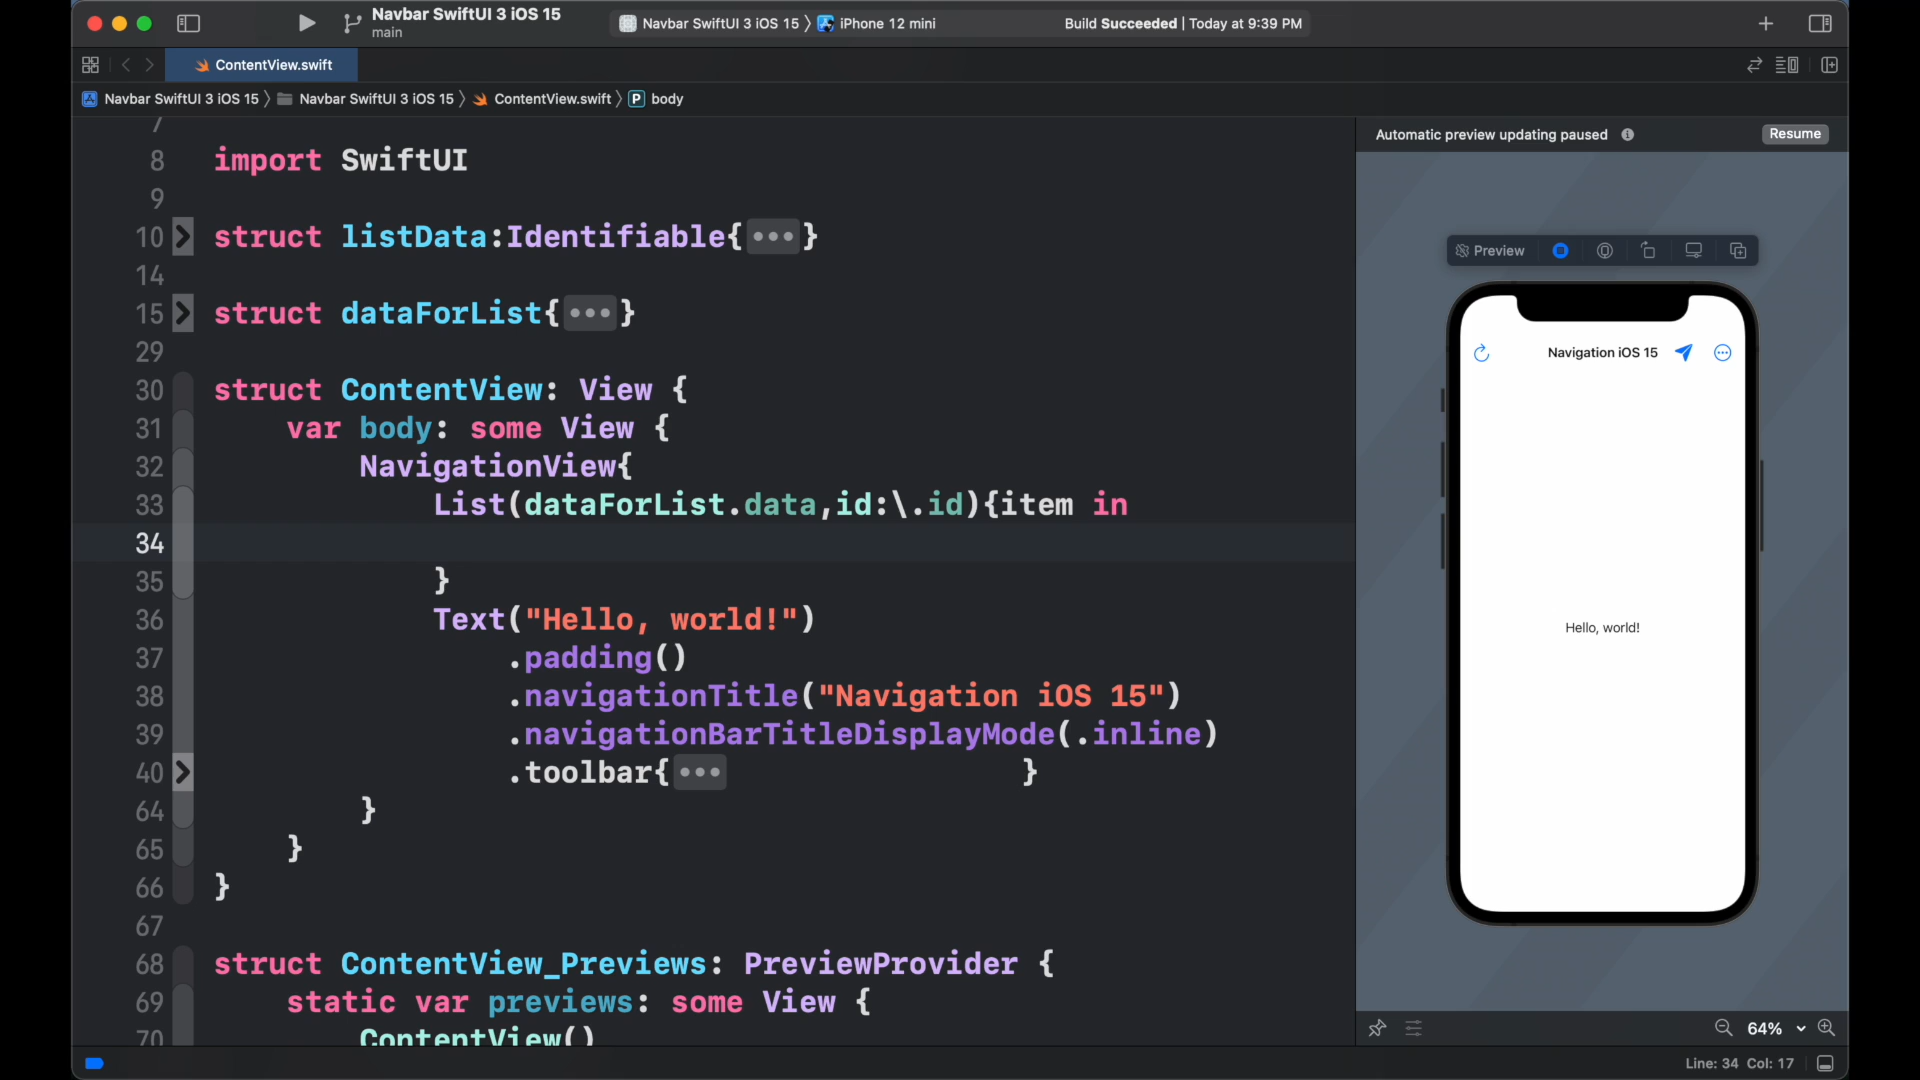 Navbar SwiftUI 3 iOS 15
main
Navbar SwiftUI 3 iOS 15 〉 iPhone 12 mini
Build Succeeded | Today at 9:39 PM
ContentView.swift
Navbar SwiftUI 3 iOS 15 〉 Navbar SwiftUI 3 iOS 15 〉 ContentView.swift 〉 P body
7
8 import SwiftUI
9
10 struct listData:Identifiable{•••}
14
15 struct dataForList{•••}
29
30 struct ContentView: View {
31 var body: some View {
32 NavigationView{
33 List(dataForList.data,id:\.id){item in
34
35 }
36 Text("Hello, world!")
37 .padding()
38 .navigationTitle("Navigation iOS 15")
39 .navigationBarTitleDisplayMode(.inline)
40 .toolbar{••• }
64 }
65 }
66 }
67
68 struct ContentView_Previews: PreviewProvider {
69 static var previews: some View {
70 ContentView()
Automatic preview updating paused
Resume
Preview
Navigation iOS 15
Hello, world!
64%
Line: 34 Col: 17